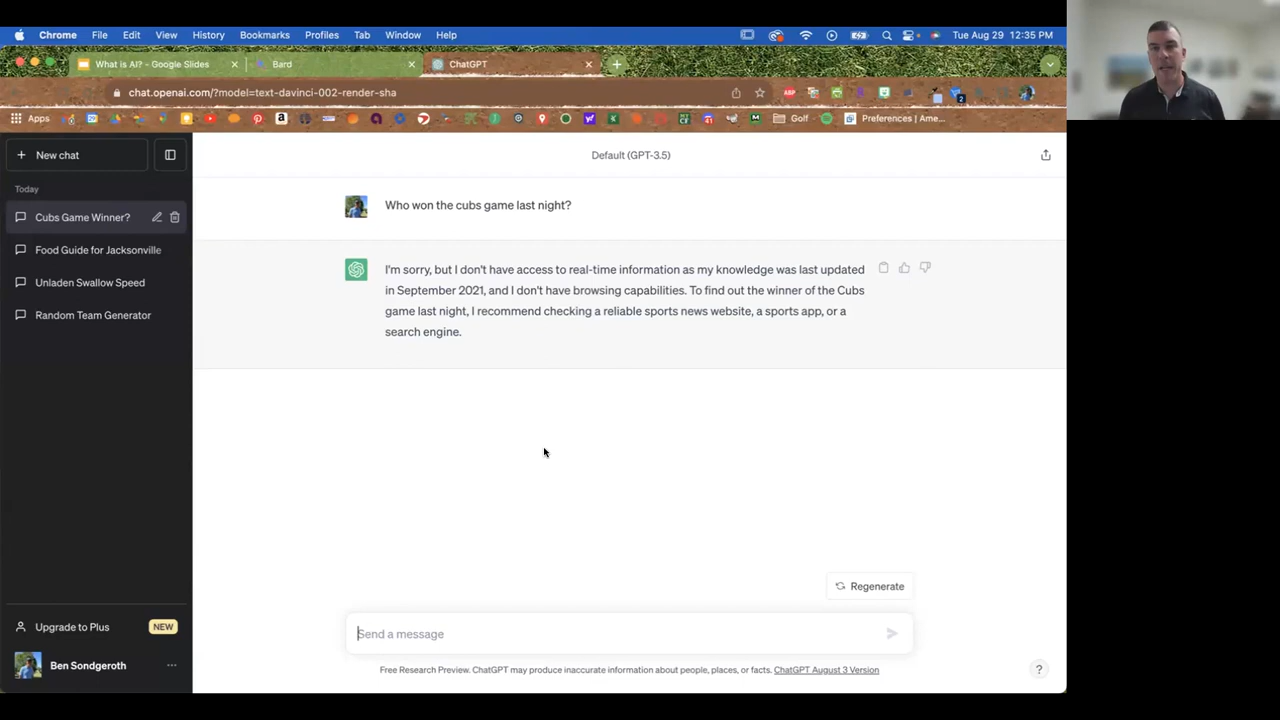 Chrome File Edit View History Bookmarks Profiles Tab Window Help Tue Aug 29 12:35 PM
What is AI? - Google Slides Bard ChatGPT
chat.openai.com/?model=text-davinci-002-render-sha
Apps Golf Preferences | Ame...
New chat
Default (GPT-3.5)
Today
Cubs Game Winner?
Food Guide for Jacksonville
Unladen Swallow Speed
Random Team Generator
Who won the cubs game last night?
I'm sorry, but I don't have access to real-time information as my knowledge was last updated
in September 2021, and I don't have browsing capabilities. To find out the winner of the Cubs
game last night, I recommend checking a reliable sports news website, a sports app, or a
search engine.
Regenerate
Upgrade to Plus NEW
Send a message
Ben Sondgeroth
Free Research Preview. ChatGPT may produce inaccurate information about people, places, or facts. ChatGPT August 3 Version